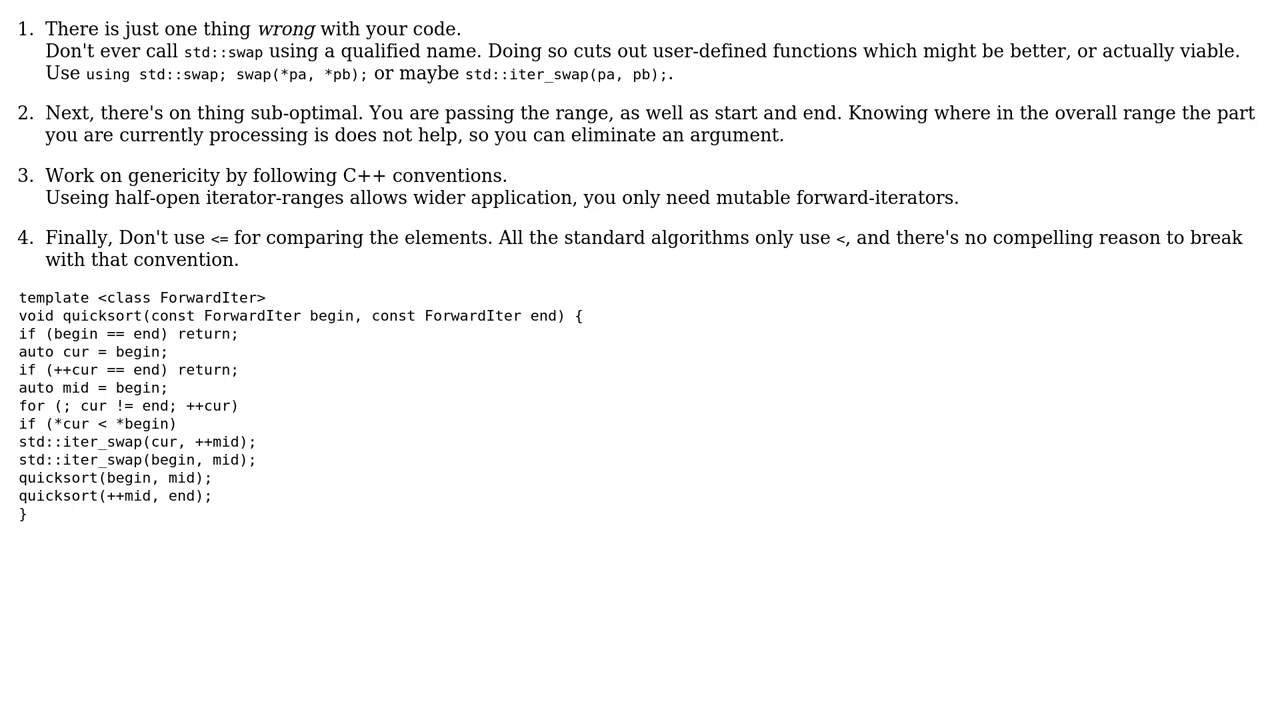 1. There is just one thing wrong with your code.
Don't ever call std::swap using a qualified name. Doing so cuts out user-defined functions which might be better, or actually viable.
Use using std::swap; swap(*pa, *pb); or maybe std::iter_swap(pa, pb);.
2. Next, there's on thing sub-optimal. You are passing the range, as well as start and end. Knowing where in the overall range the part
you are currently processing is does not help, so you can eliminate an argument.
3. Work on genericity by following C++ conventions.
Useing half-open iterator-ranges allows wider application, you only need mutable forward-iterators.
4. Finally, Don't use <= for comparing the elements. All the standard algorithms only use <, and there's no compelling reason to break
with that convention.
template <class ForwardIter>
void quicksort(const ForwardIter begin, const ForwardIter end) {
if (begin == end) return;
auto cur = begin;
if (++cur == end) return;
auto mid = begin;
for (; cur != end; ++cur)
if (*cur < *begin)
std::iter_swap(cur, ++mid);
std::iter_swap(begin, mid);
quicksort(begin, mid);
quicksort(++mid, end);
}